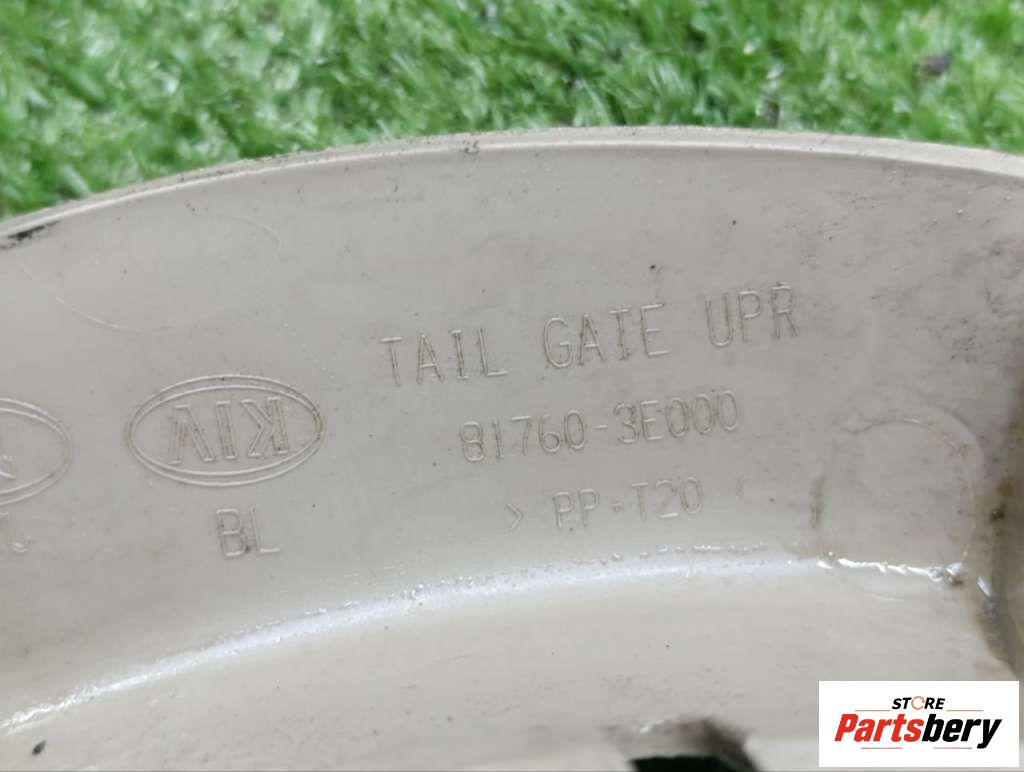 TAIL GATE UPR
81760-3E000
> PP-T20 <
KIA
BL
STORE
Partsbery